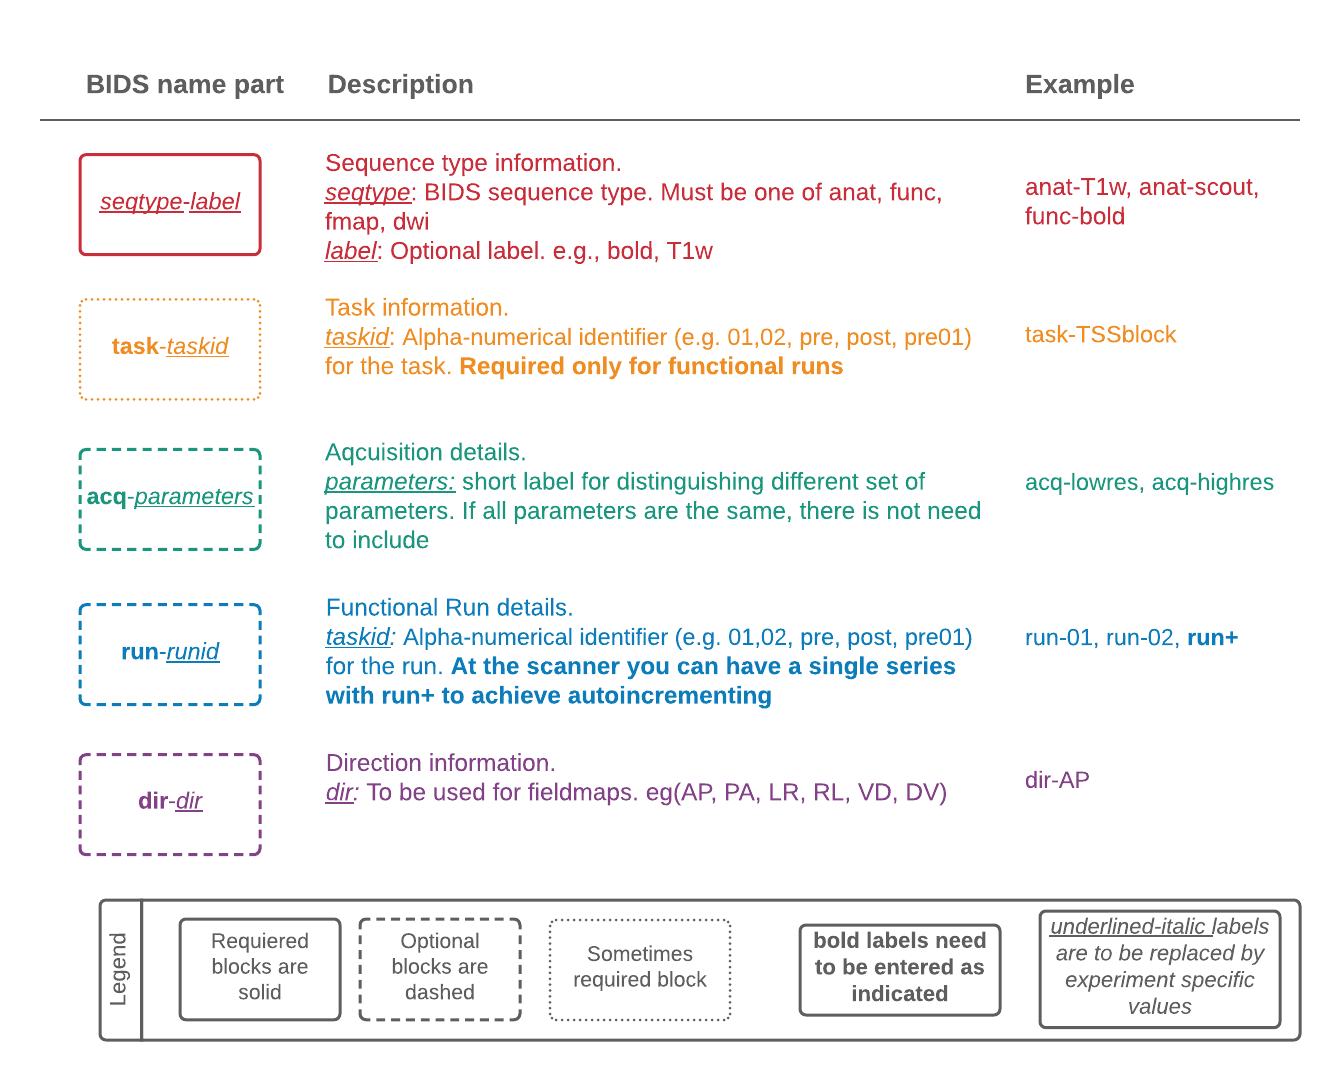 BIDS name part Description Example
seqtype-label
Sequence type information.
seqtype: BIDS sequence type. Must be one of anat, func,
fmap, dwi
label: Optional label. e.g., bold, T1w
anat-T1w, anat-scout,
func-bold
task-taskid
Task information.
taskid: Alpha-numerical identifier (e.g. 01,02, pre, post, pre01)
for the task. Required only for functional runs
task-TSSblock
acq-parameters
Aqcuisition details.
parameters: short label for distinguishing different set of
parameters. If all parameters are the same, there is not need
to include
acq-lowres, acq-highres
run-runid
Functional Run details.
taskid: Alpha-numerical identifier (e.g. 01,02, pre, post, pre01)
for the run. At the scanner you can have a single series
with run+ to achieve autoincrementing
run-01, run-02, run+
dir-dir
Direction information.
dir: To be used for fieldmaps. eg(AP, PA, LR, RL, VD, DV)
dir-AP
Legend
Requiered
blocks are
solid
Optional
blocks are
dashed
Sometimes
required block
bold labels need
to be entered as
indicated
underlined-italic labels
are to be replaced by
experiment specific
values